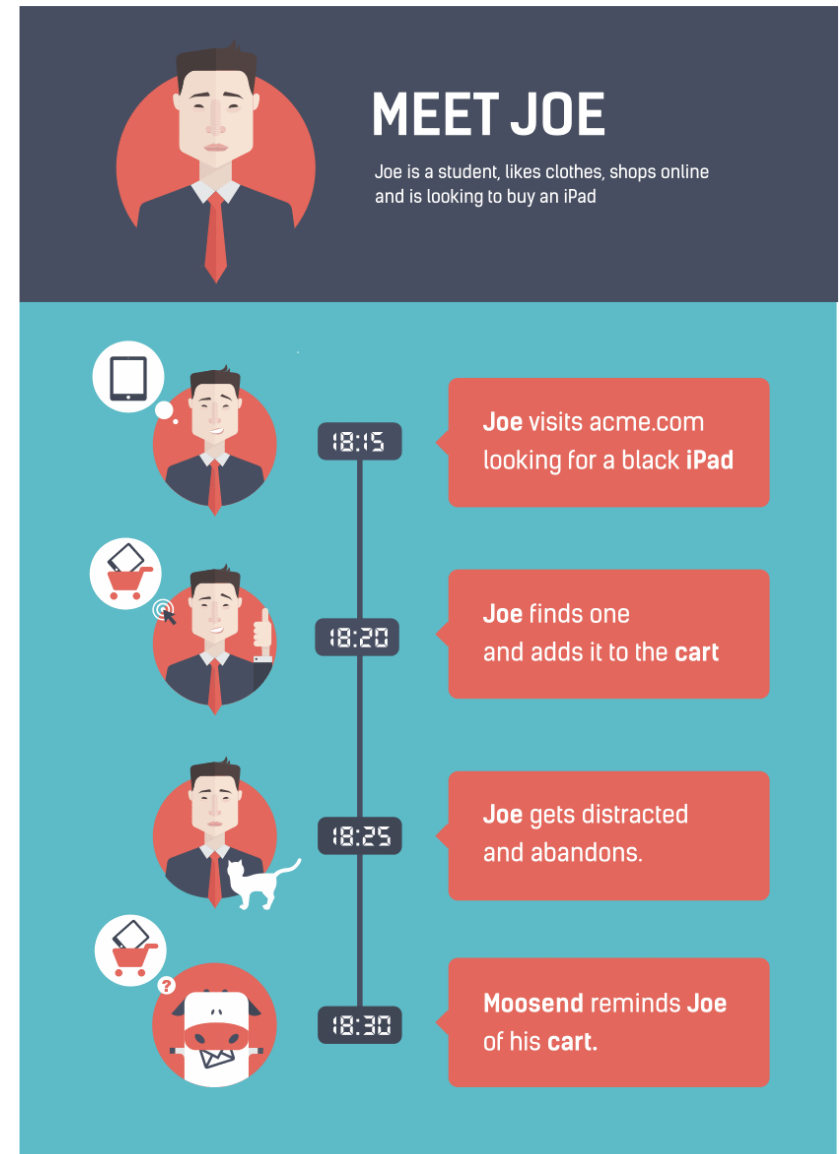 MEET JOE
Joe is a student, likes clothes, shops online
and is looking to buy an iPad
18:15
Joe visits acme.com
looking for a black iPad
18:20
Joe finds one
and adds it to the cart
18:25
Joe gets distracted
and abandons.
?
18:30
Moosend reminds Joe
of his cart.